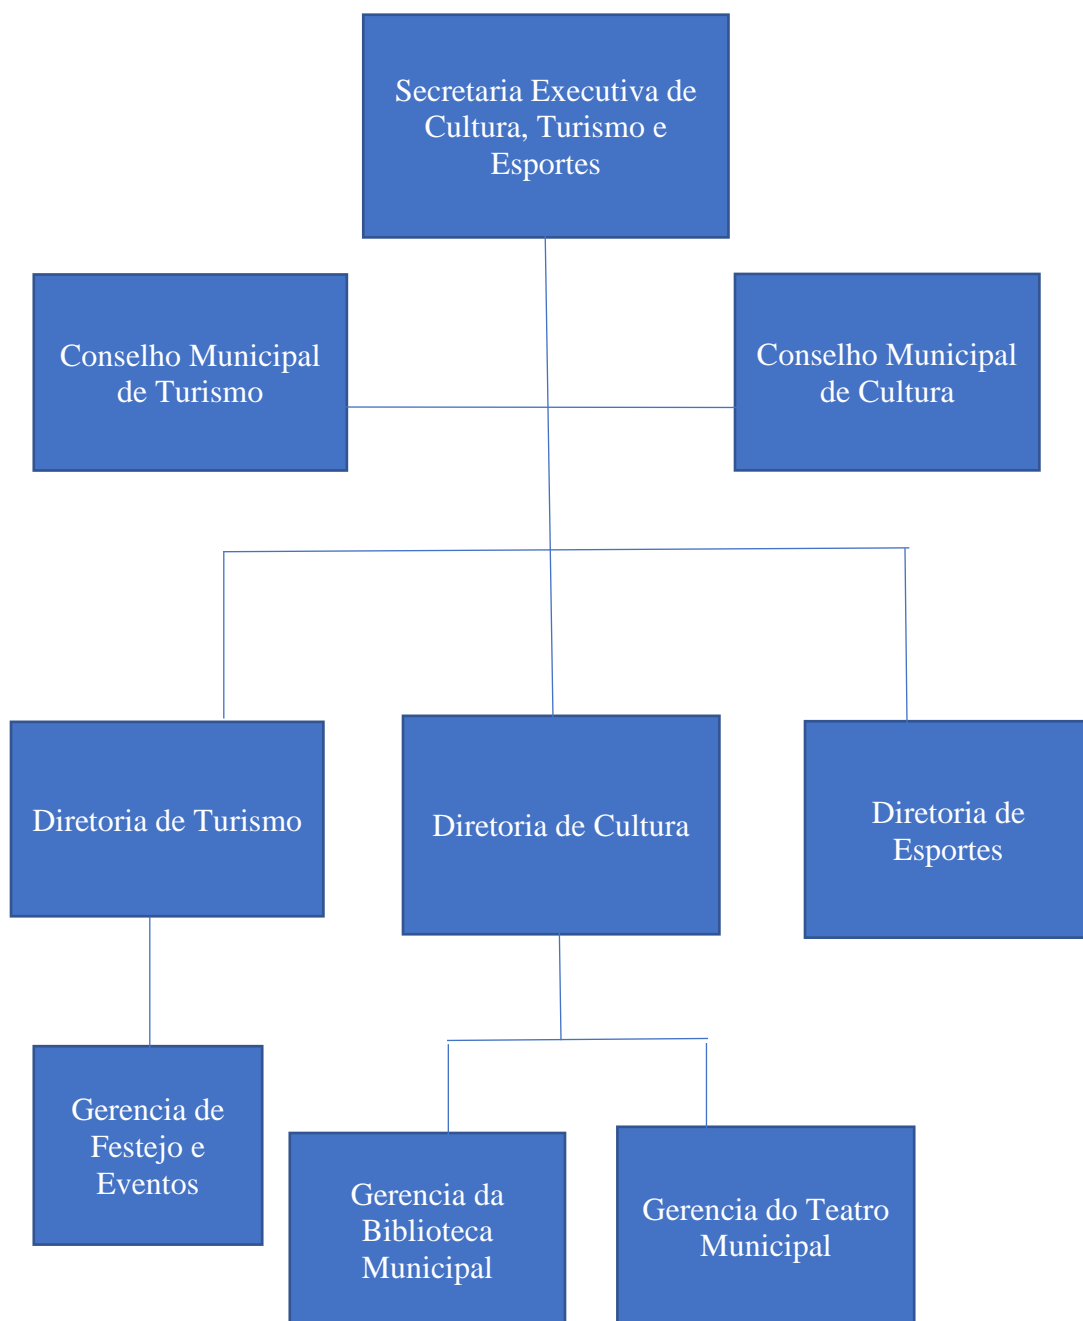 Secretaria Executiva de
Cultura, Turismo e
Esportes
Conselho Municipal
de Turismo
Conselho Municipal
de Cultura
Diretoria de Turismo
Diretoria de Cultura
Diretoria de
Esportes
Gerencia de
Festejo e
Eventos
Gerencia da
Biblioteca
Municipal
Gerencia do Teatro
Municipal